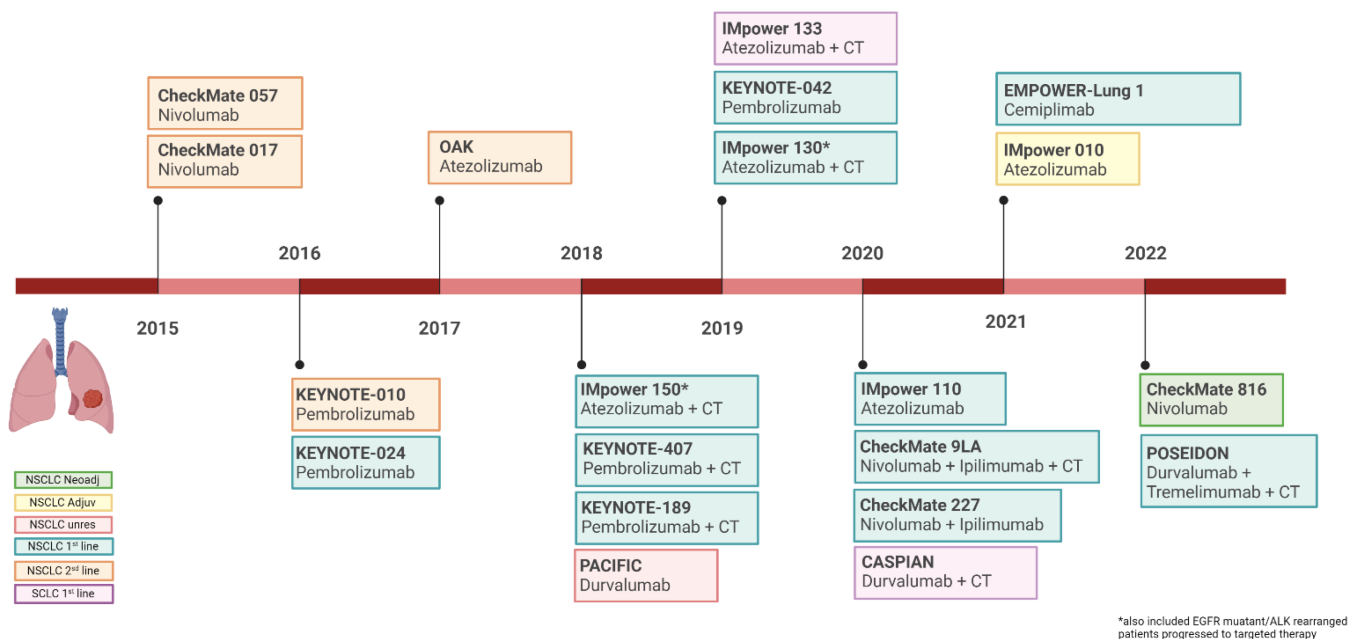 IMpower 133
Atezolizumab + CT
CheckMate 057
Nivolumab
KEYNOTE-042
Pembrolizumab
EMPOWER-Lung 1
Cemiplimab
CheckMate 017
Nivolumab
OAK
Atezolizumab
IMpower 130*
Atezolizumab + CT
IMpower 010
Atezolizumab
2016
2018
2020
2022
2015
2017
2019
2021
KEYNOTE-010
Pembrolizumab
KEYNOTE-024
Pembrolizumab
IMpower 150*
Atezolizumab + CT
KEYNOTE-407
Pembrolizumab + CT
KEYNOTE-189
Pembrolizumab + CT
PACIFIC
Durvalumab
IMpower 110
Atezolizumab
CheckMate 9LA
Nivolumab + Ipilimumab + CT
CheckMate 227
Nivolumab + Ipilimumab
CASPIAN
Durvalumab + CT
CheckMate 816
Nivolumab
POSEIDON
Durvalumab +
Tremelimumab + CT
NSCLC Neoadj
NSCLC Adjuv
NSCLC unres
NSCLC 1st line
NSCLC 2sd line
SCLC 1st line
*also included EGFR muatant/ALK rearranged
patients progressed to targeted therapy